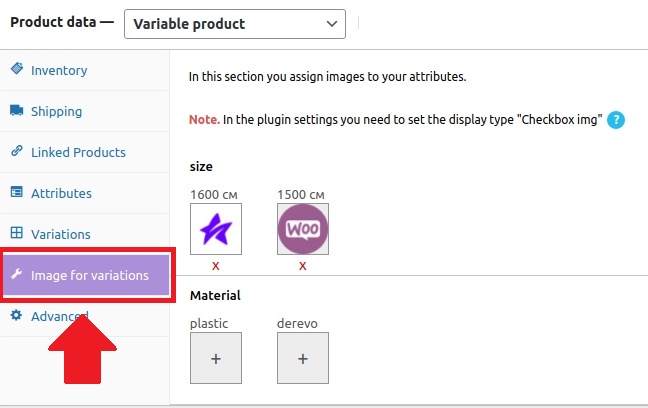 Product data — Variable product
Inventory
Shipping
Linked Products
Attributes
Variations
Image for variations
Advanced
In this section you assign images to your attributes.
Note. In the plugin settings you need to set the display type "Checkbox img" ?
size
1600 см 1500 см
WOO
x x
Material
plastic derevo
+ +